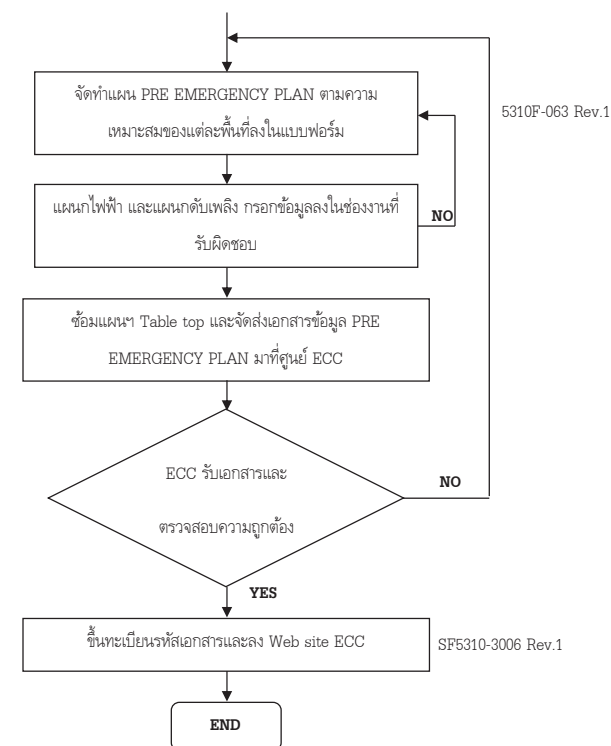 จัดทำแผน PRE EMERGENCY PLAN ตามความ
เหมาะสมของแต่ละพื้นที่ลงในแบบฟอร์ม
5310F-063 Rev.1
แผนกไฟฟ้า และแผนกดับเพลิง กรอกข้อมูลลงในช่องงานที่
รับผิดชอบ
NO
ซ้อมแผนฯ Table top และจัดส่งเอกสารข้อมูล PRE
EMERGENCY PLAN มาที่ศูนย์ ECC
ECC รับเอกสารและ
ตรวจสอบความถูกต้อง
NO
YES
ขึ้นทะเบียนรหัสเอกสารและลง Web site ECC
SF5310-3006 Rev.1
END